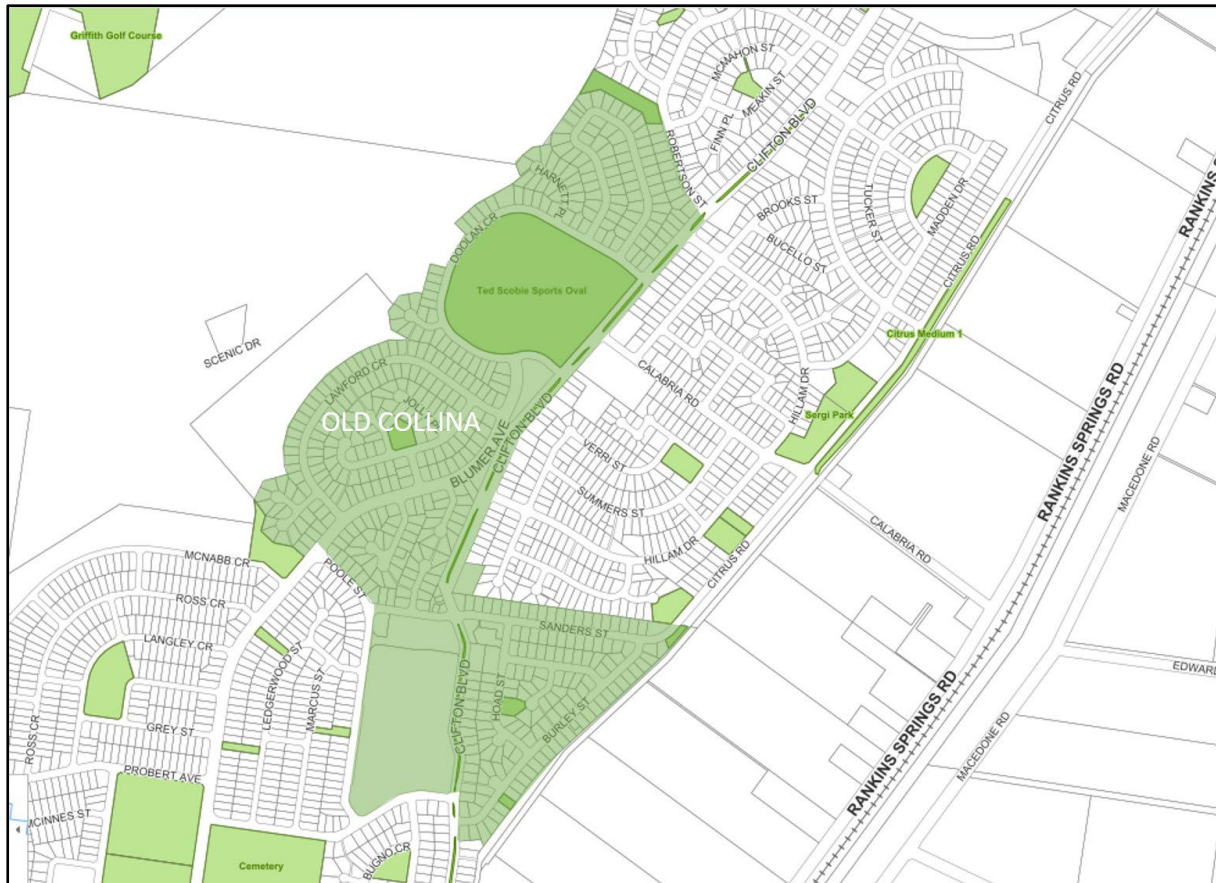 Griffith Golf Course
MCMAHON ST
MEAKIN ST
FINN PL
CLIFTON BLVD
CITRUS RD
ROBERTSON ST
HARNETT PL
BROOKS ST
TUCKER ST
MADDEN DR
RANKINS S
DOOLAN CR
BUCELLO ST
CITRUS RD
Ted Scobie Sports Oval
Citrus Medium 1
SCENIC DR
LAWFORD CR
CALABRIA RD
HILLAM DR
Sergi Park
OLD COLLINA
BLUMER AVE
CLIFTON BLVD
VERRI ST
SUMMERS ST
RANKINS SPRINGS RD
MACEDONE RD
CALABRIA RD
HILLAM DR
CITRUS RD
MCNABB CR
POOLE ST
ROSS CR
LANGLEY CR
LEDGERWOOD ST
MARCUS ST
SANDERS ST
CLIFTON BLVD
HOAD ST
BURLEY ST
EDWARD
ROSS CR
GREY ST
PROBERT AVE
RANKINS SPRINGS RD
MACEDONE RD
MCINNES ST
BUGNO CR
Cemetery